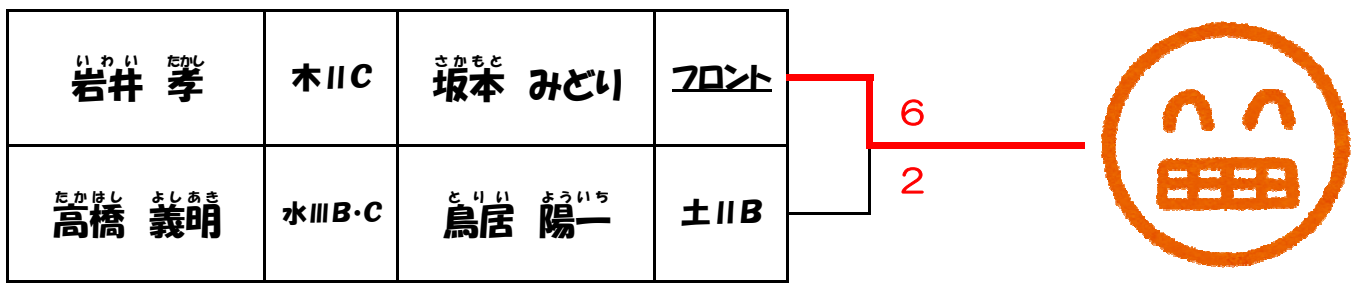 いわい たかし さかもと
岩井 孝 木ⅡC 坂本 みどり フロント
6
2
たかはし よしあき とりい よういち
高橋 義明 水ⅢB・C 鳥居 陽一 土ⅡB